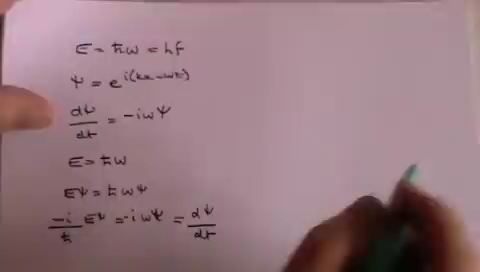 E = ħω = hf
Ψ = e^{i(kx-ωt)}
dΨ/dt = -iωΨ
E = ħω
EΨ = ħωΨ
-i/ħ EΨ = -iωΨ = dΨ/dt